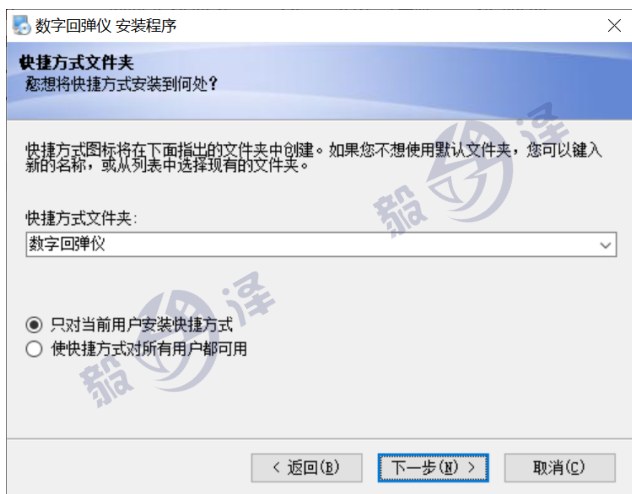 数字回弹仪 安装程序
快捷方式文件夹
您想将快捷方式安装到何处?
快捷方式图标将在下面指出的文件夹中创建。如果您不想使用默认文件夹，您可以键入
新的名称，或从列表中选择现有的文件夹。
毅 泽
快捷方式文件夹:
数字回弹仪
毅 泽
只对当前用户安装快捷方式
使快捷方式对所有用户都可用
< 返回(B)
下一步(N) >
取消(C)